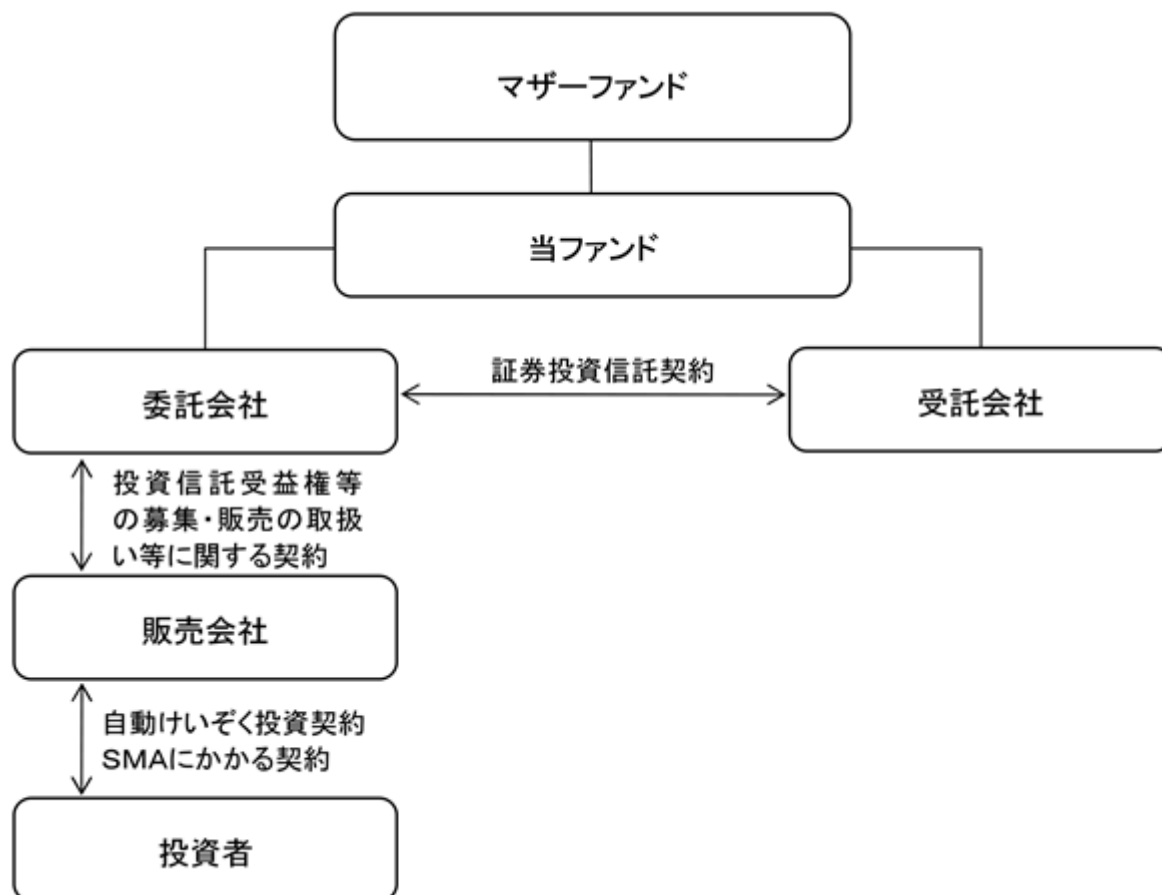 マザーファンド
当ファンド
証券投資信託契約
委託会社
受託会社
投資信託受益権等
の募集・販売の取扱
い等に関する契約
販売会社
自動けいぞく投資契約
SMAにかかる契約
投資者